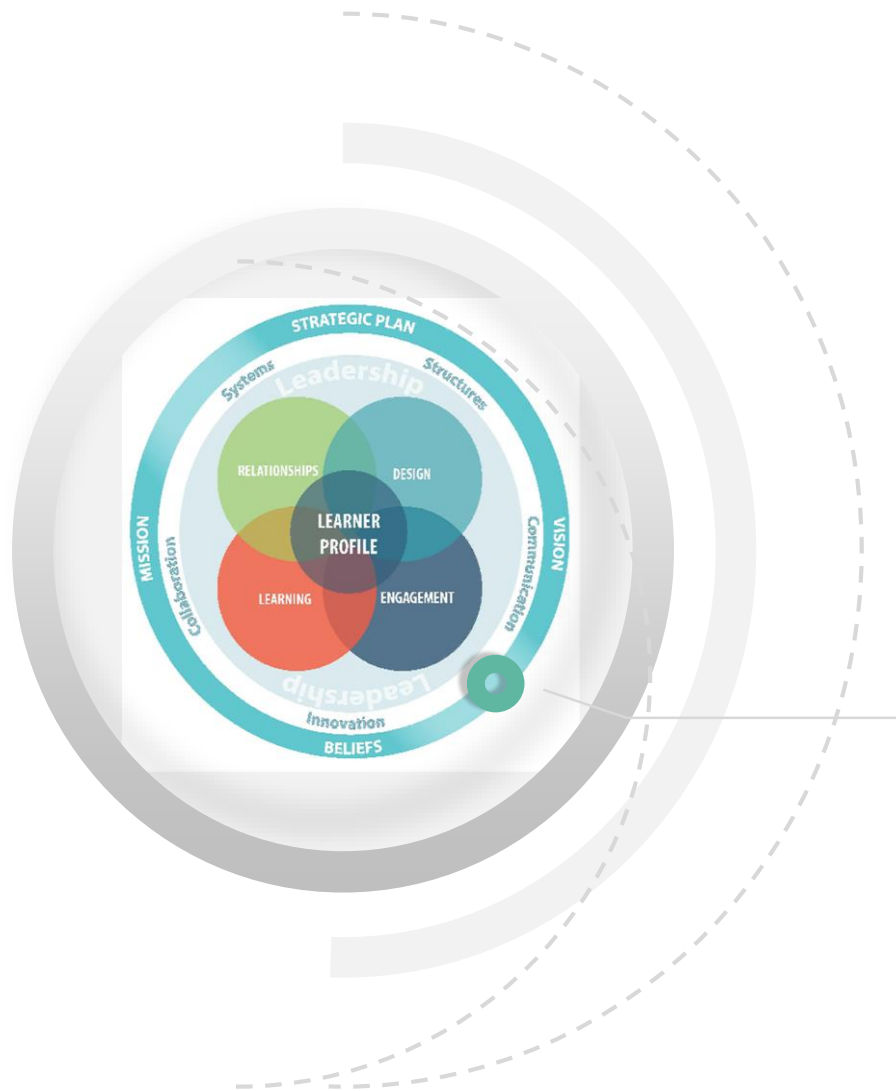 STRATEGIC PLAN
Systems
Structures
Leadership
RELATIONSHIPS
DESIGN
LEARNER
PROFILE
MISSION
VISION
Collaboration
Communication
LEARNING
ENGAGEMENT
Leadership
Innovation
BELIEFS